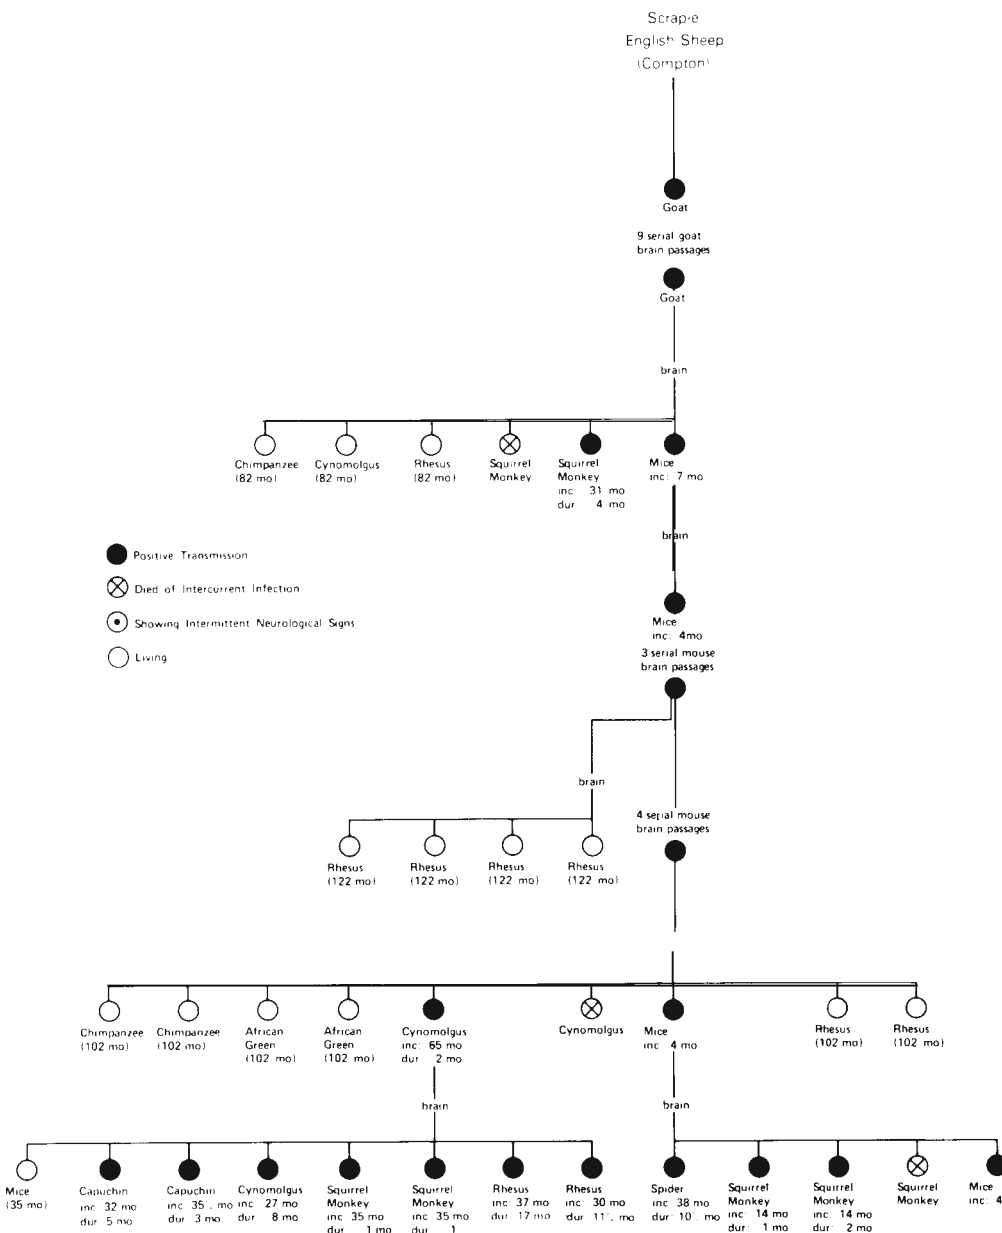 Scrapie
English Sheep
(Compton)
Goat
9 serial goat
brain passages
Goat
brain
Chimpanzee
(82 mo)
Cynomolgus
(82 mo)
Rhesus
(82 mo)
Squirrel
Monkey
Squirrel
Monkey
inc: 31 mo
dur 4 mo
Mice
inc: 7 mo
brain
Positive Transmission
Died of Intercurrent Infection
Showing Intermittent Neurological Signs
Living
Mice
inc: 4mo
3 serial mouse
brain passages
brain
4 serial mouse
brain passages
Rhesus
(122 mo)
Rhesus
(122 mo)
Rhesus
(122 mo)
Rhesus
(122 mo)
Chimpanzee
(102 mo)
Chimpanzee
(102 mo)
African
Green
(102 mo)
African
Green
(102 mo)
Cynomolgus
inc: 65 mo
dur 2 mo
Cynomolgus
Mice
inc 4 mo
Rhesus
(102 mo)
Rhesus
(102 mo)
brain
brain
Mice
(35 mo)
Capuchin
inc 32 mo
dur 5 mo
Capuchin
inc mo
dur 3 mo
Cynomolgus
inc 27 mo
dur 8 mo
Squirrel
Monkey
inc 35 mo
dur 1 mo
Squirrel
Monkey
inc 35 mo
dur 1
Rhesus
inc 37 mo
dur 17 mo
Rhesus
inc 30 mo
dur mo
Spider
inc 38 mo
dur mo
Squirrel
Monkey
inc 14 mo
dur: 1 mo
Squirrel
Monkey
inc 14 mo
dur: 2 mo
Squirrel
Monkey
Mice
inc 4